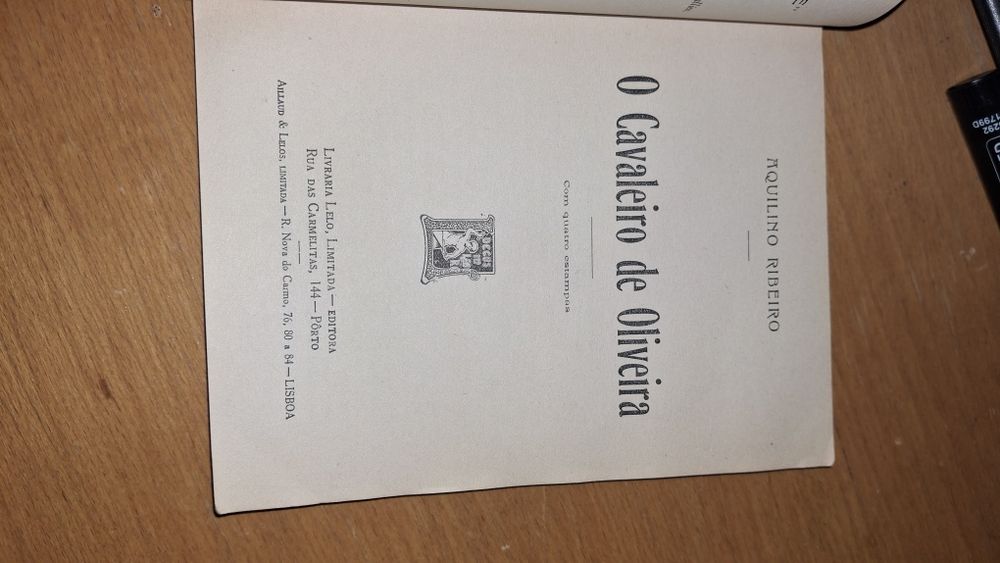 AQUILINO RIBEIRO
O Cavaleiro de Oliveira
Com quatro estampas
LIVRARIA LELO, LIMITADA — EDITORA
RUA DAS CARMELITAS, 144 — PÔRTO
AILLAUD & LELOS, LIMITADA — R. Nova do Carmo, 76, 80 a 84 — LISBOA